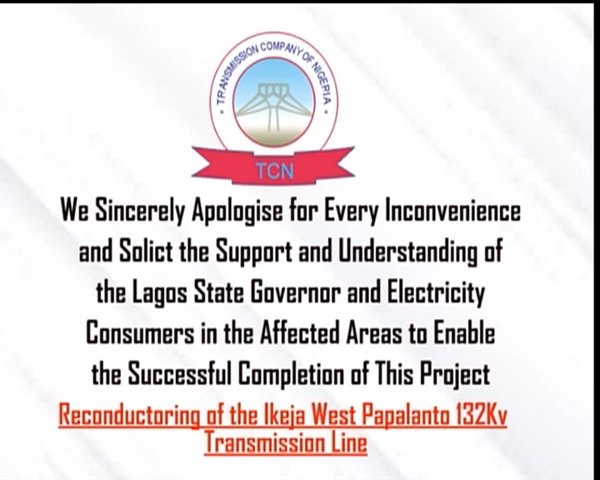 TRANSMISSION COMPANY OF NIGERIA
TCN
We Sincerely Apologise for Every Inconvenience
and Solict the Support and Understanding of
the Lagos State Governor and Electricity
Consumers in the Affected Areas to Enable
the Successful Completion of This Project
Reconductoring of the Ikeja West Papalanto 132Kv
Transmission Line